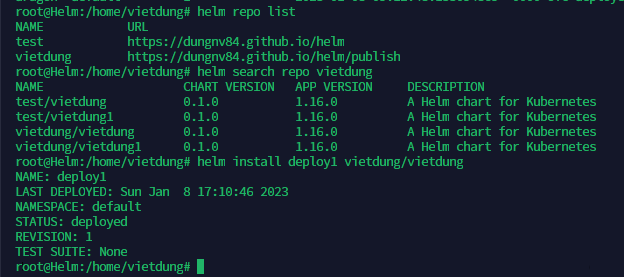 root@Helm:/home/vietdung# helm repo list
NAME URL
test https://dungnv84.github.io/helm
vietdung https://dungnv84.github.io/helm/publish
root@Helm:/home/vietdung# helm search repo vietdung
NAME CHART VERSION APP VERSION DESCRIPTION
test/vietdung 0.1.0 1.16.0 A Helm chart for Kubernetes
test/vietdung1 0.1.0 1.16.0 A Helm chart for Kubernetes
vietdung/vietdung 0.1.0 1.16.0 A Helm chart for Kubernetes
vietdung/vietdung1 0.1.0 1.16.0 A Helm chart for Kubernetes
root@Helm:/home/vietdung# helm install deploy1 vietdung/vietdung
NAME: deploy1
LAST DEPLOYED: Sun Jan 8 17:10:46 2023
NAMESPACE: default
STATUS: deployed
REVISION: 1
TEST SUITE: None
root@Helm:/home/vietdung#